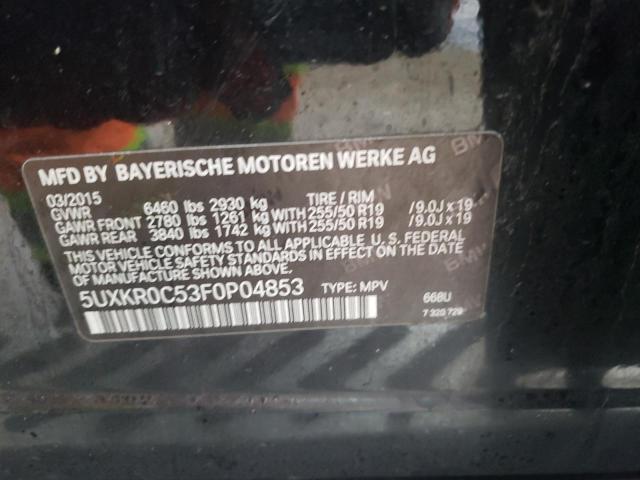 MFD BY BAYERISCHE MOTOREN WERKE AG
03/2015
GVWR 6460 lbs 2930 kg TIRE / RIM
GAWR FRONT 2780 lbs 1261 kg WITH 255/50 R19 / 9.0J x 19
GAWR REAR 3840 lbs 1742 kg WITH 255/50 R19 / 9.0J x 19
THIS VEHICLE CONFORMS TO ALL APPLICABLE U. S. FEDERAL
MOTOR VEHICLE SAFETY STANDARDS IN EFFECT ON THE DATE
OF MANUFACTURE SHOWN ABOVE.
5UXKR0C53F0P04853 TYPE: MPV 668U
7 320 729